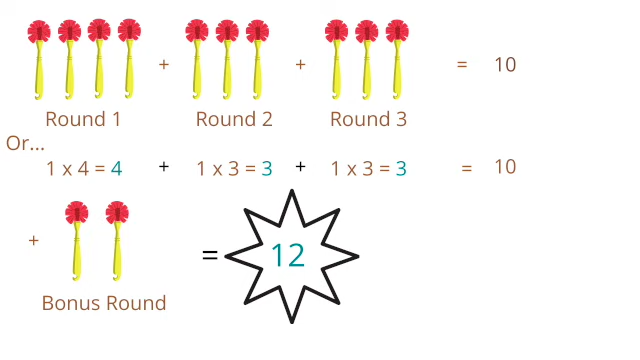 + + = 10
Round 1 Round 2 Round 3
Or...
1 x 4 = 4 + 1 x 3 = 3 + 1 x 3 = 3 = 10
+ = 12
Bonus Round